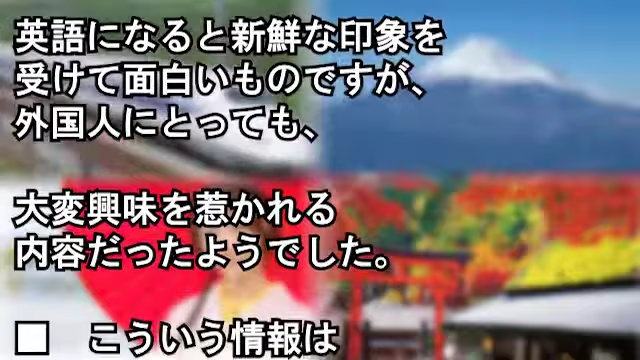 英語になると新鮮な印象を
受けて面白いものですが、
外国人にとっても、
大変興味を惹かれる
内容だったようでした。
□　こういう情報は